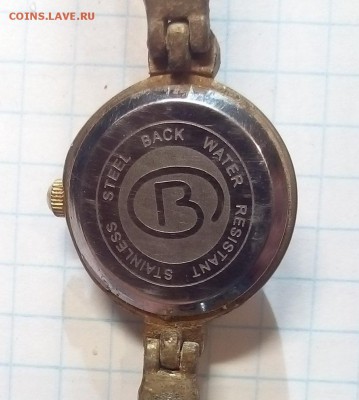 COINS.LAVE.RU
STAINLESS STEEL BACK WATER RESISTANT
B